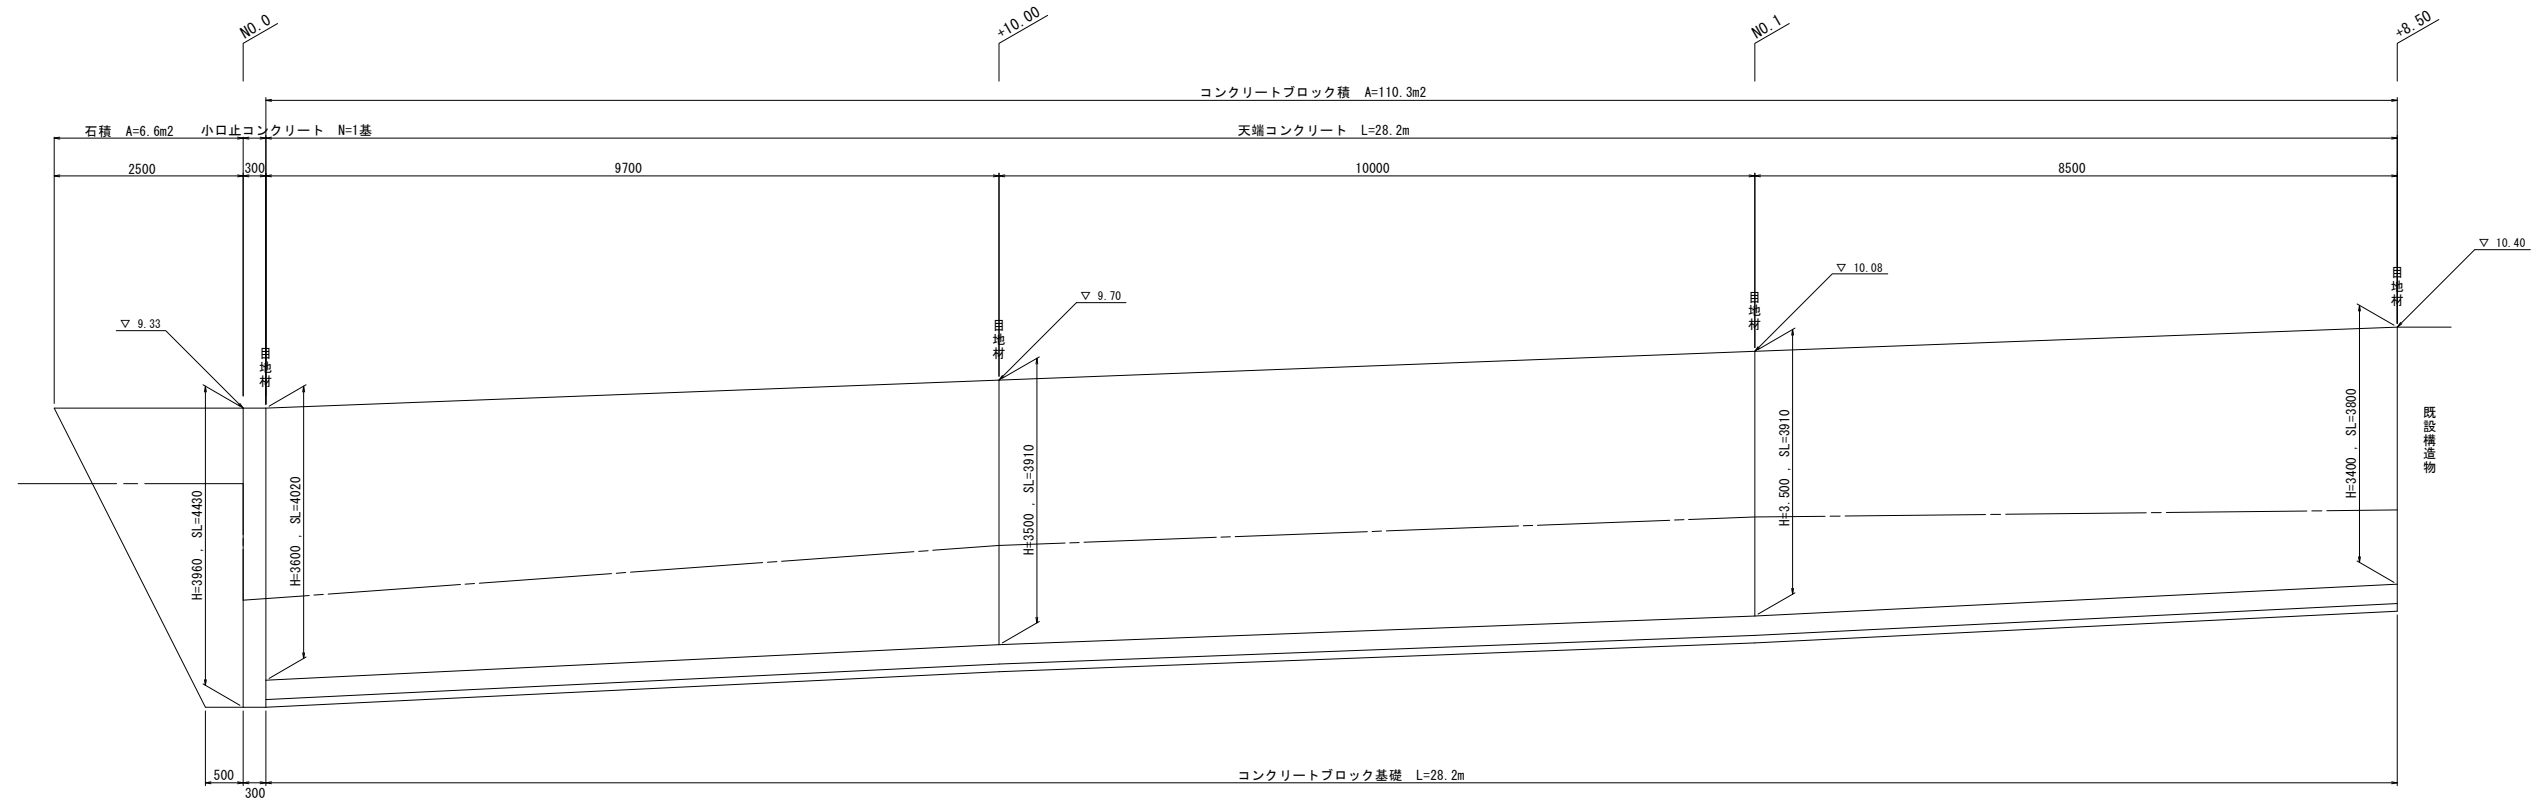 NO.0
+10.00
NO.1
+8.50
コンクリートブロック積 A=110.3m2
石積 A=6.6m2
小口止コンクリート N=1基
天端コンクリート L=28.2m
2500
300
9700
10000
8500
▽ 9.33
▽ 9.70
▽ 10.08
▽ 10.40
目地材
目地材
目地材
目地材
H=3960 , SL=4430
H=3600 , SL=4020
H=3500 , SL=3910
H=3.500 , SL=3910
H=3400 , SL=3800
既設構造物
500
300
コンクリートブロック基礎 L=28.2m